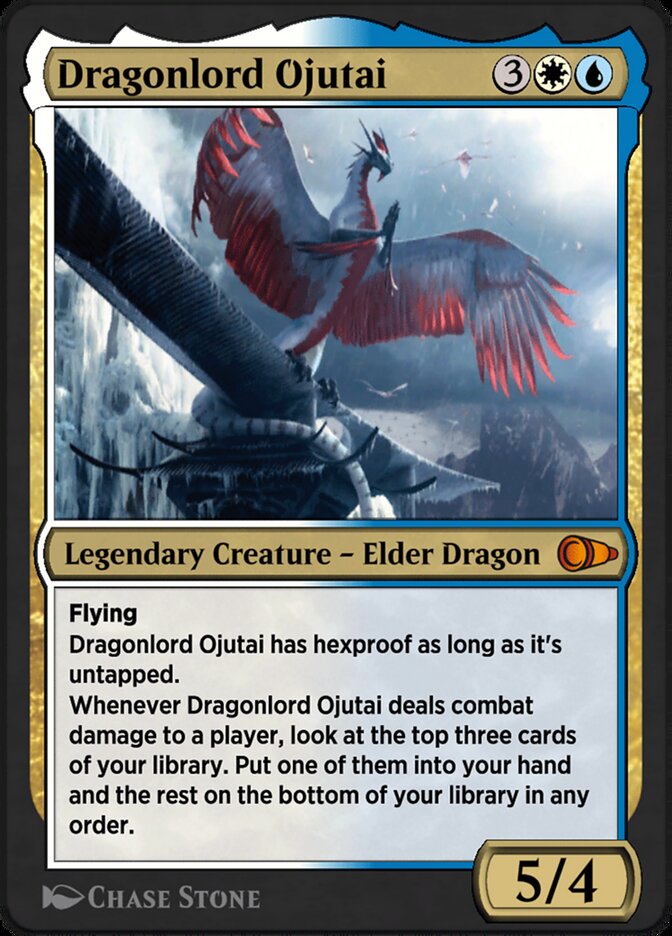 Dragonlord Ojutai 3
Legendary Creature – Elder Dragon
Flying
Dragonlord Ojutai has hexproof as long as it's
untapped.
Whenever Dragonlord Ojutai deals combat
damage to a player, look at the top three cards
of your library. Put one of them into your hand
and the rest on the bottom of your library in any
order.
5/4
Chase Stone